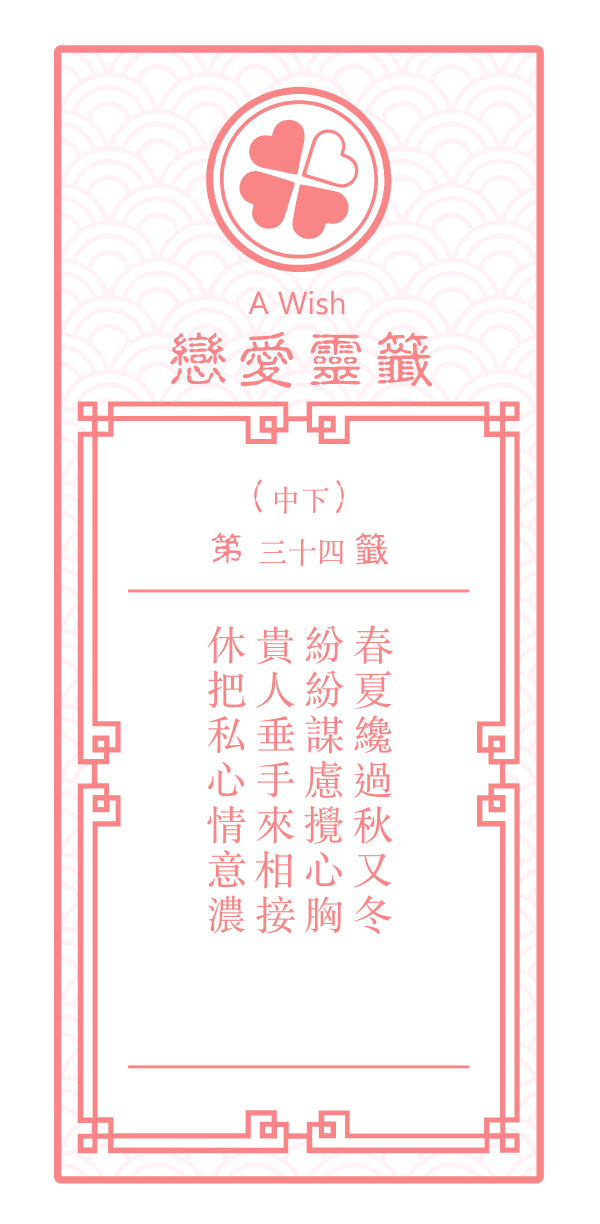 A Wish
戀愛靈籤
（中下）
第 三十四 籤
春夏纔過秋又冬
紛紛謀慮攪心胸
貴人垂手來相接
休把私心情意濃